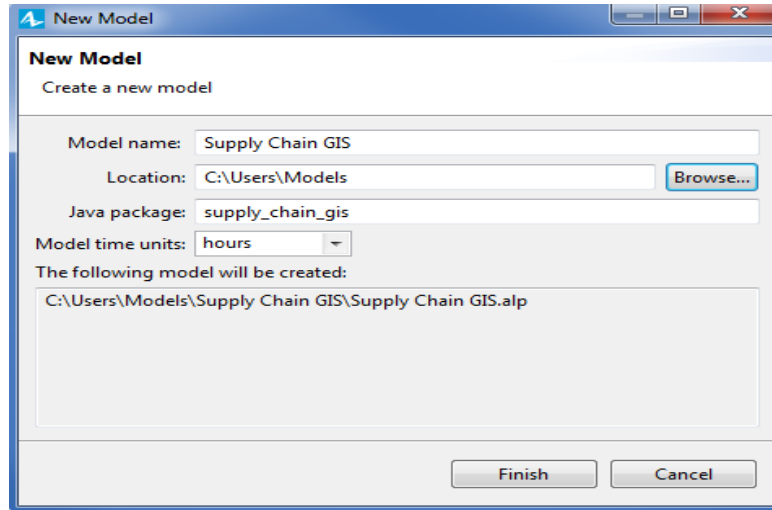 New Model
New Model
Create a new model
Model name: Supply Chain GIS
Location: C:\Users\Models Browse...
Java package: supply_chain_gis
Model time units: hours
The following model will be created:
C:\Users\Models\Supply Chain GIS\Supply Chain GIS.alp
Finish Cancel